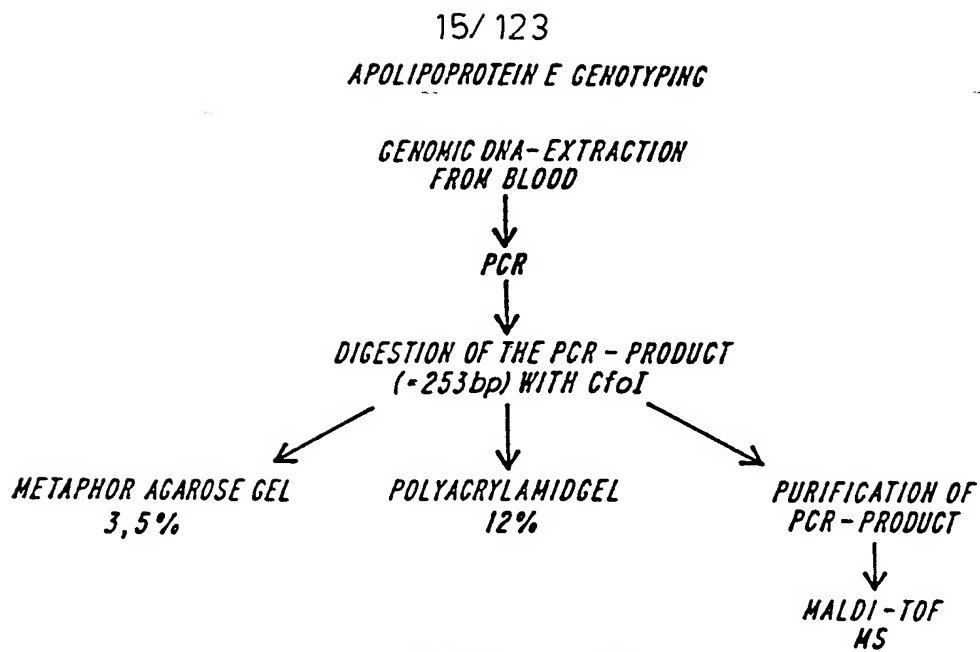 15/123
APOLIPOPROTEIN E GENOTYPING
GENOMIC DNA-EXTRACTION
FROM BLOOD
PCR
DIGESTION OF THE PCR-PRODUCT
(=253bp) WITH CfoI
METAPHOR AGAROSE GEL
3,5%
POLYACRYLAMIDGEL
12%
PURIFICATION OF
PCR-PRODUCT
MALDI-TOF
MS